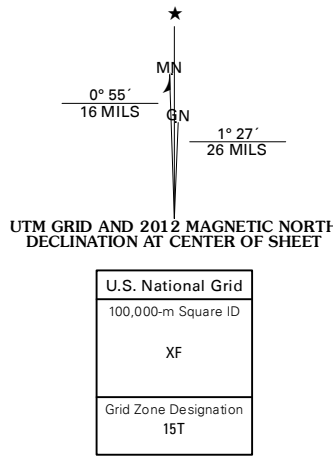 ★
MN
0° 55´
16 MILS
GN
1° 27´
26 MILS
UTM GRID AND 2012 MAGNETIC NORTH
DECLINATION AT CENTER OF SHEET
U.S. National Grid
100,000-m Square ID
XF
Grid Zone Designation
15T